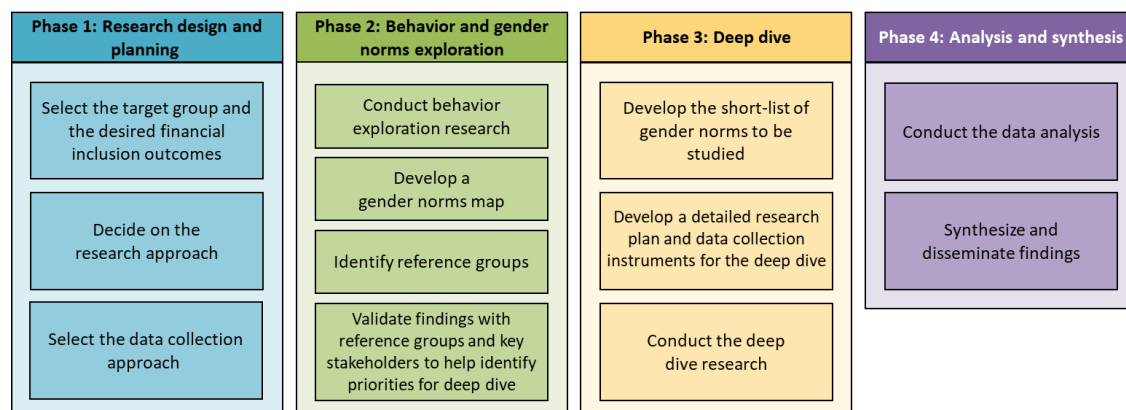 Phase 1: Research design and
planning
Select the target group and
the desired financial
inclusion outcomes
Decide on the
research approach
Select the data collection
approach
Phase 2: Behavior and gender
norms exploration
Conduct behavior
exploration research
Develop a
gender norms map
Identify reference groups
Validate findings with
reference groups and key
stakeholders to help identify
priorities for deep dive
Phase 3: Deep dive
Develop the short-list of
gender norms to be
studied
Develop a detailed research
plan and data collection
instruments for the deep dive
Conduct the deep
dive research
Phase 4: Analysis and synthesis
Conduct the data analysis
Synthesize and
disseminate findings